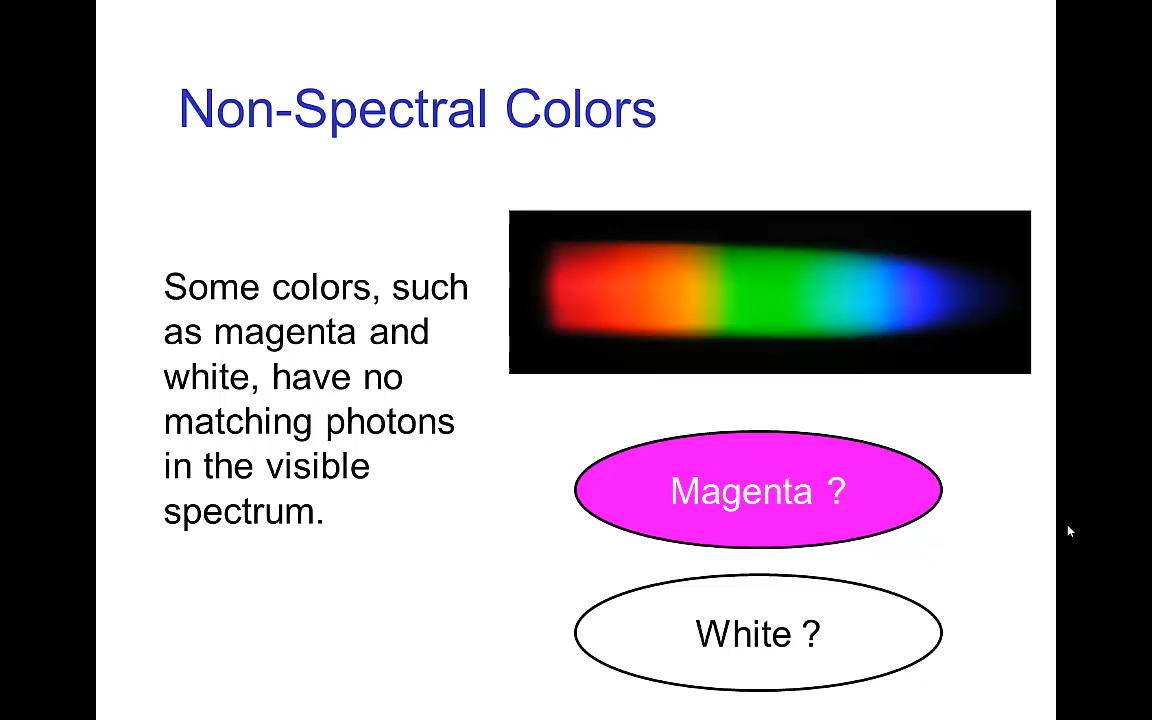 Non-Spectral Colors
Some colors, such
as magenta and
white, have no
matching photons
in the visible
spectrum.
Magenta ?
White ?